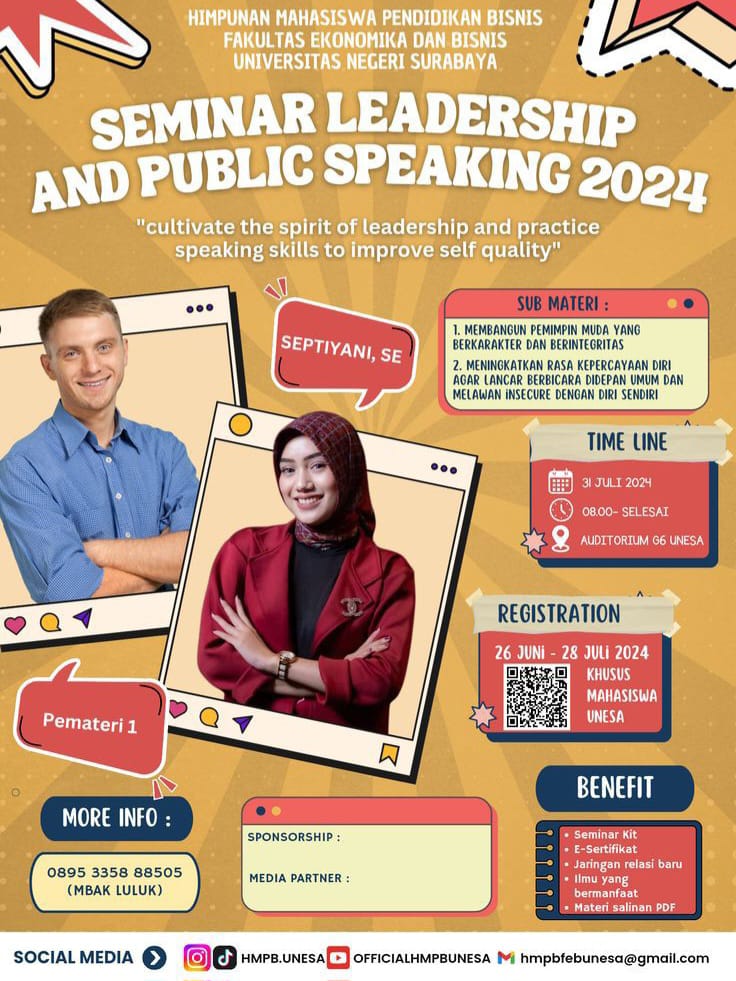 HIMPUNAN MAHASISWA PENDIDIKAN BISNIS
FAKULTAS EKONOMIKA DAN BISNIS
UNIVERSITAS NEGERI SURABAYA
SEMINAR LEADERSHIP
AND PUBLIC SPEAKING 2024
"cultivate the spirit of leadership and practice
speaking skills to improve self quality"
SEPTIYANI, SE
SUB MATERI :
1. MEMBANGUN PEMIMPIN MUDA YANG
BERKARAKTER DAN BERINTEGRITAS
2. MENINGKATKAN RASA KEPERCAYAAN DIRI
AGAR LANCAR BERBICARA DIDEPAN UMUM DAN
MELAWAN INSECURE DENGAN DIRI SENDIRI
TIME LINE
31 JULI 2024
08.00- SELESAI
AUDITORIUM G6 UNESA
REGISTRATION
26 JUNI - 28 JULI 2024
KHUSUS
MAHASISWA
UNESA
Pemateri 1
MORE INFO :
0895 3358 88505
(MBAK LULUK)
SPONSORSHIP :
MEDIA PARTNER :
BENEFIT
• Seminar Kit
• E-Sertifikat
• Jaringan relasi baru
• Ilmu yang
bermanfaat
• Materi salinan PDF
SOCIAL MEDIA
HMPB.UNESA
OFFICIALHMPBUNESA
hmpbfebunesa@gmail.com